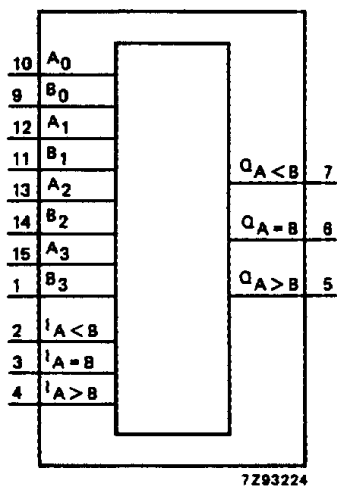 10 A0
9 B0
12 A1
11 B1
13 A2
14 B2
15 A3
1 B3
2 IA<B
3 IA=B
4 IA>B
QA<B 7
QA=B 6
QA>B 5
7Z93224